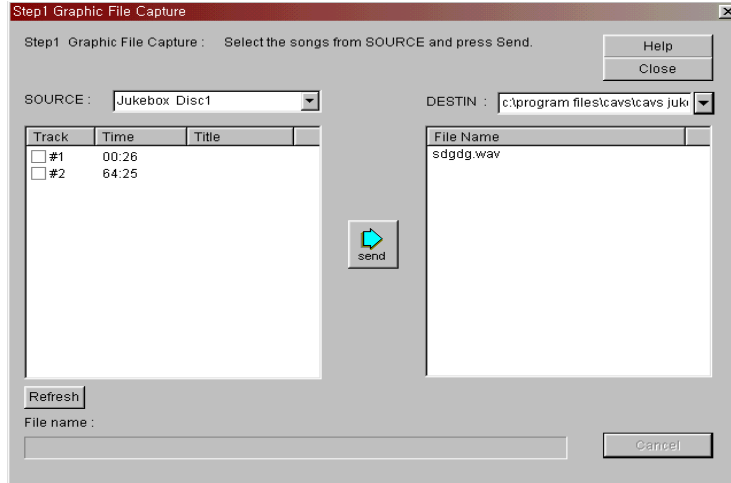 Step1 Graphic File Capture
Step1 Graphic File Capture : Select the songs from SOURCE and press Send.
Help
Close
SOURCE : Jukebox Disc1
DESTIN : c:\program files\cavs\cavs juk
Track Time Title
#1 00:26
#2 64:25
File Name
sdgdg.wav
send
Refresh
File name :
Cancel